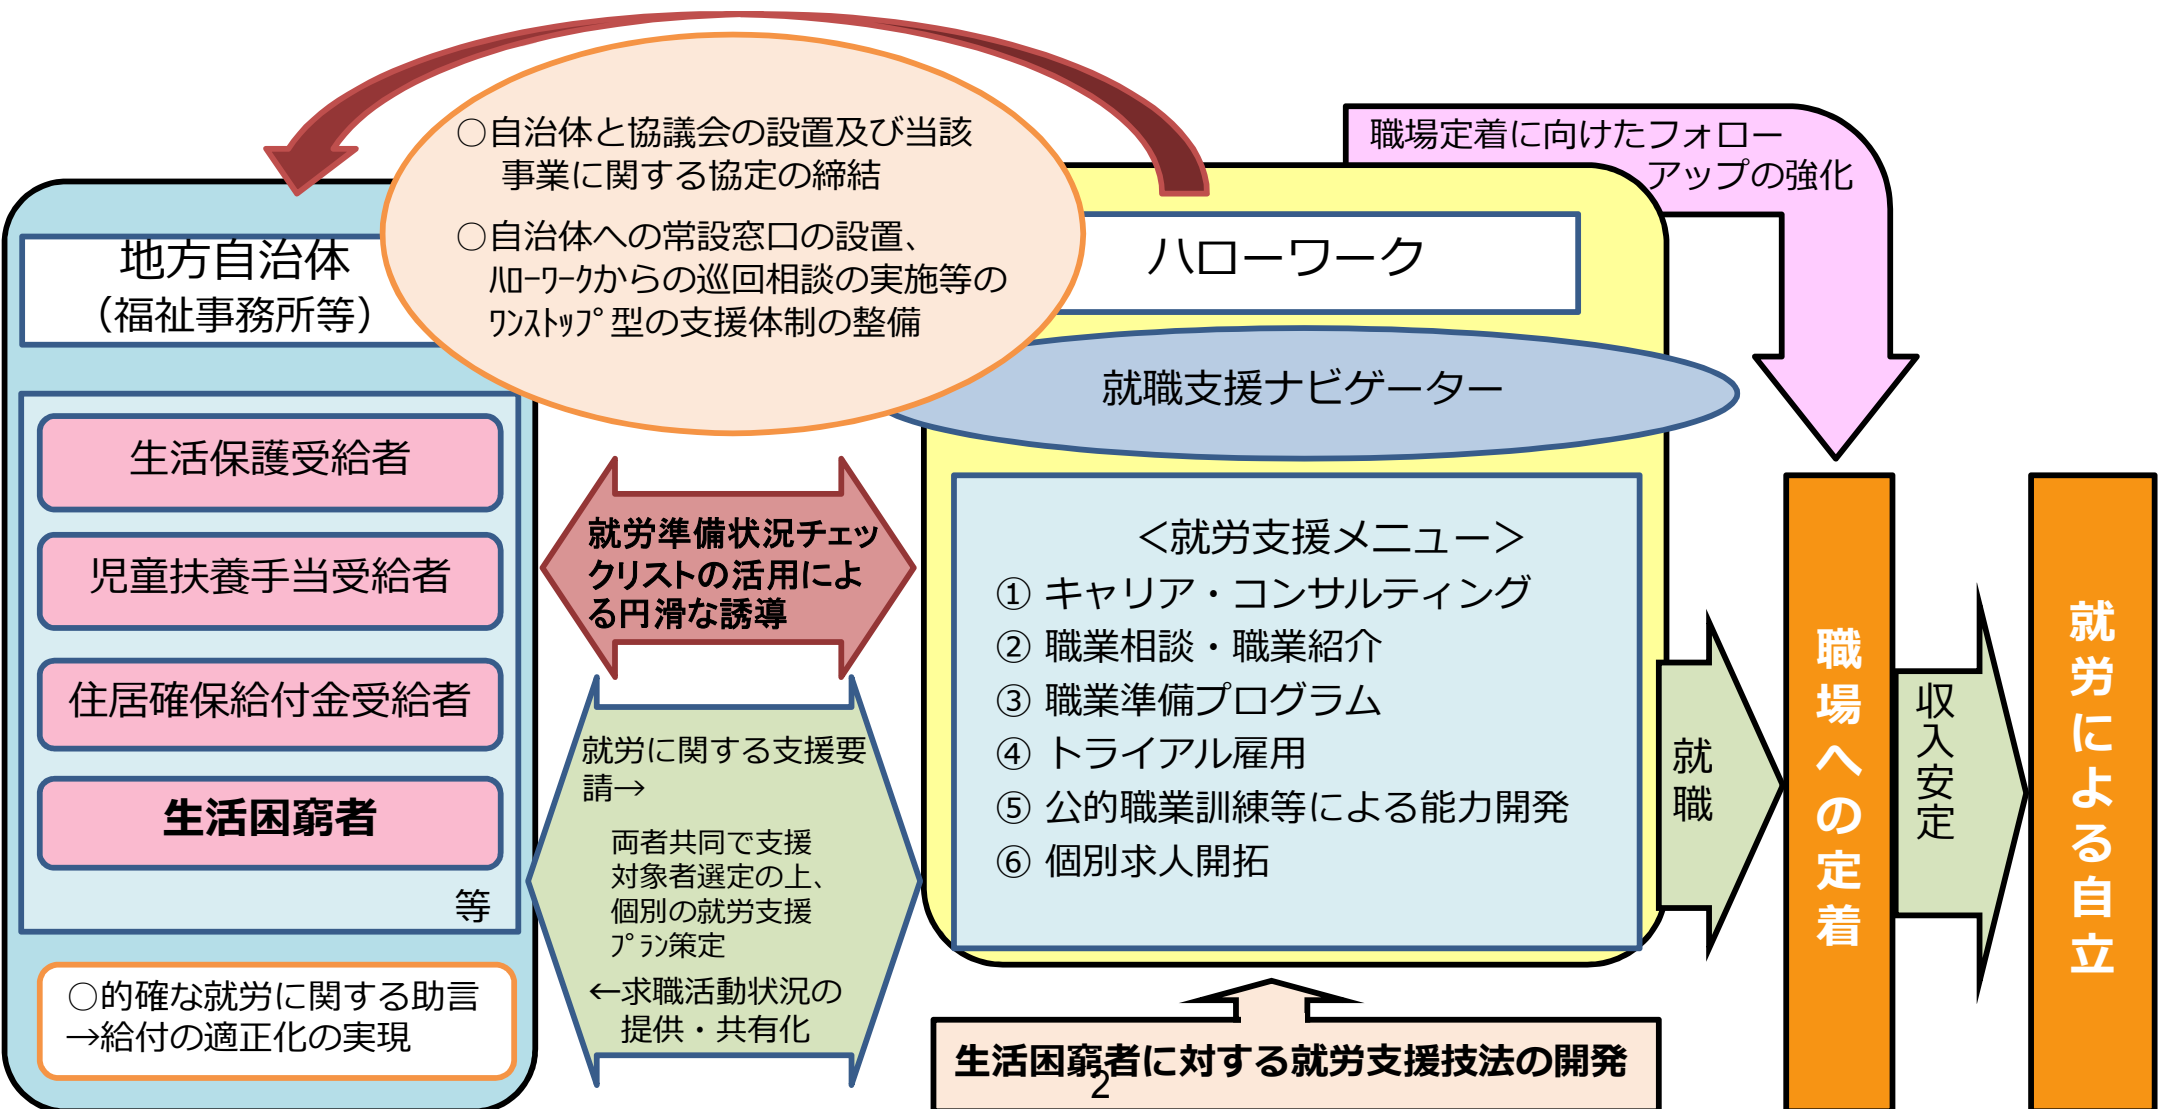 ○自治体と協議会の設置及び当該
事業に関する協定の締結
○自治体への常設窓口の設置、
ﾊﾛｰﾜｰｸからの巡回相談の実施等の
ﾜﾝｽﾄｯﾌﾟ型の支援体制の整備
職場定着に向けたフォロー
アップの強化
地方自治体
（福祉事務所等）
生活保護受給者
児童扶養手当受給者
住居確保給付金受給者
生活困窮者
等
○的確な就労に関する助言
→給付の適正化の実現
就労準備状況チェッ
クリストの活用によ
る円滑な誘導
就労に関する支援要
請→
両者共同で支援
対象者選定の上、
個別の就労支援
ﾌﾟﾗﾝ策定
←求職活動状況の
提供・共有化
ハローワーク
就職支援ナビゲーター
＜就労支援メニュー＞
① キャリア・コンサルティング
② 職業相談・職業紹介
③ 職業準備プログラム
④ トライアル雇用
⑤ 公的職業訓練等による能力開発
⑥ 個別求人開拓
生活困窮者に対する就労支援技法の開発
2
就職
職場への定着
収入安定
就労による自立